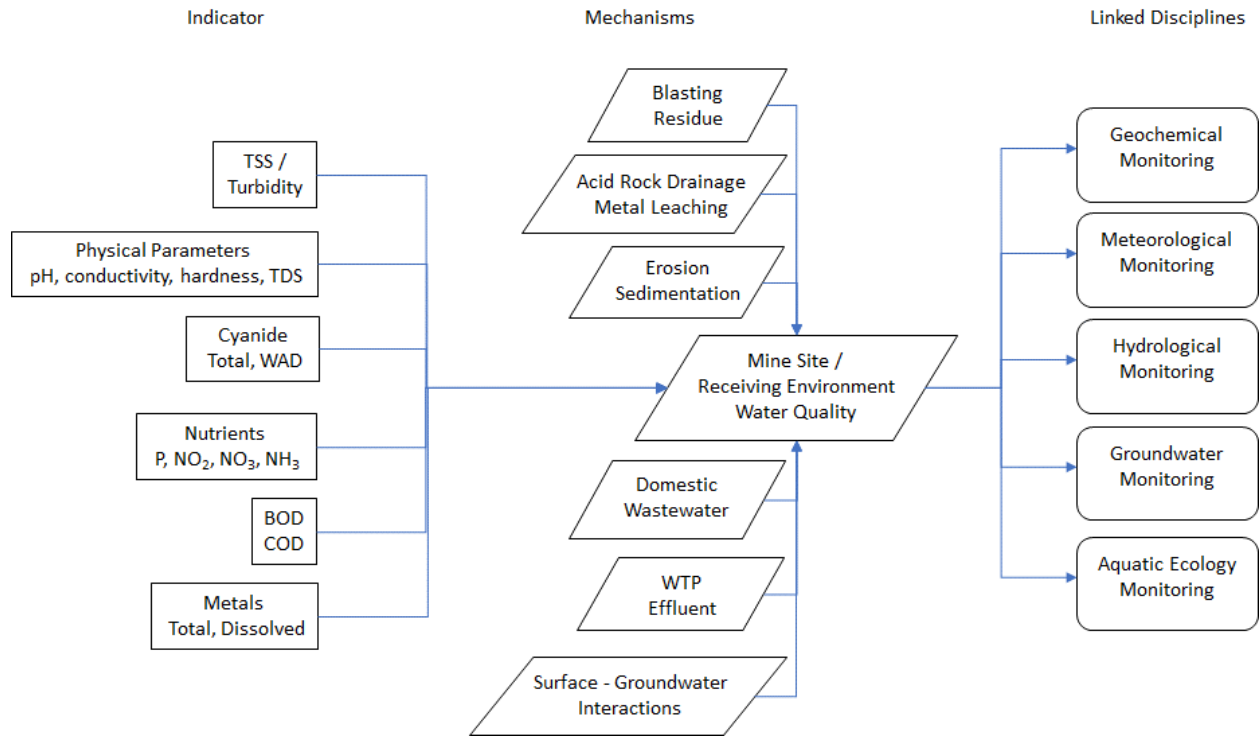 Indicator
Mechanisms
Linked Disciplines
TSS /
Turbidity
Physical Parameters
pH, conductivity, hardness, TDS
Cyanide
Total, WAD
Nutrients
P, NO₂, NO₃, NH₃
BOD
COD
Metals
Total, Dissolved
Blasting
Residue
Acid Rock Drainage
Metal Leaching
Erosion
Sedimentation
Mine Site /
Receiving Environment
Water Quality
Domestic
Wastewater
WTP
Effluent
Surface - Groundwater
Interactions
Geochemical
Monitoring
Meteorological
Monitoring
Hydrological
Monitoring
Groundwater
Monitoring
Aquatic Ecology
Monitoring